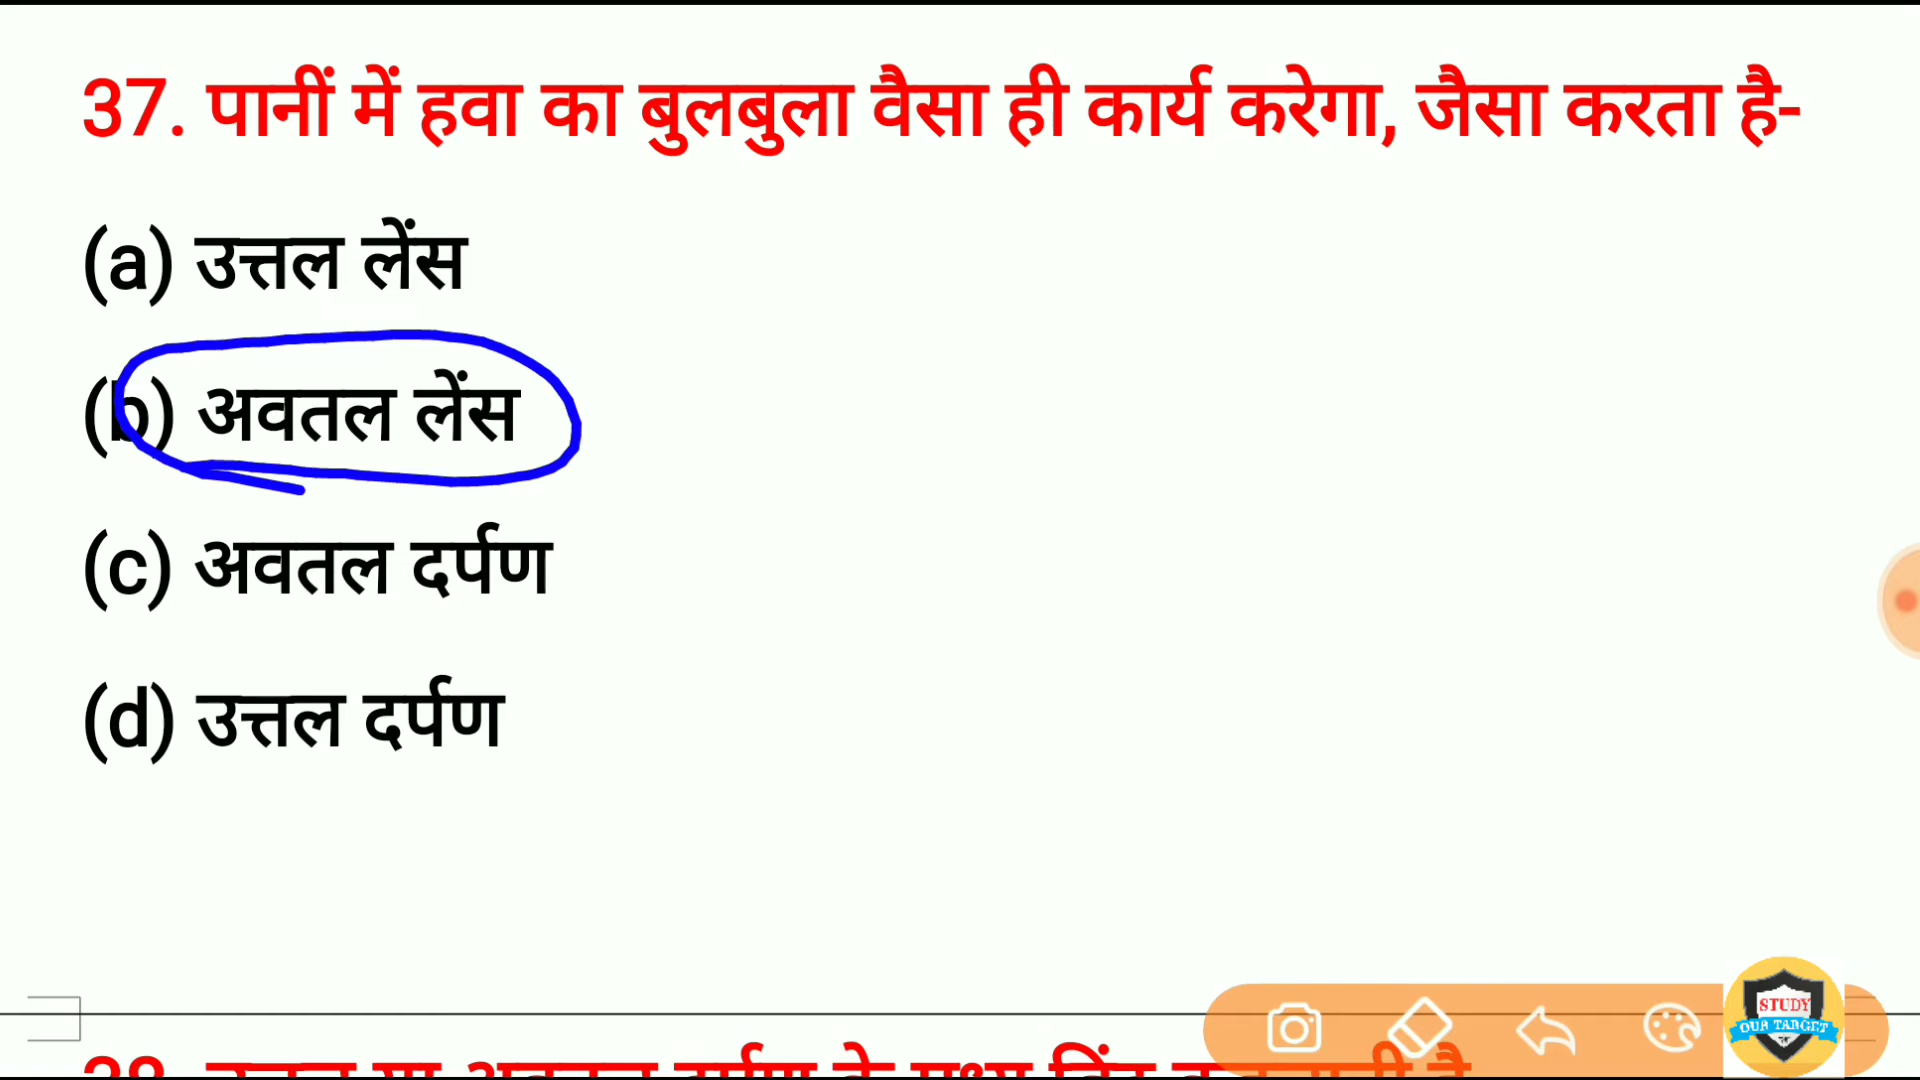 37. पानीं में हवा का बुलबुला वैसा ही कार्य करेगा, जैसा करता है-
(a) उत्तल लेंस
(b) अवतल लेंस
(c) अवतल दर्पण
(d) उत्तल दर्पण
STUDY
OUR TARGET